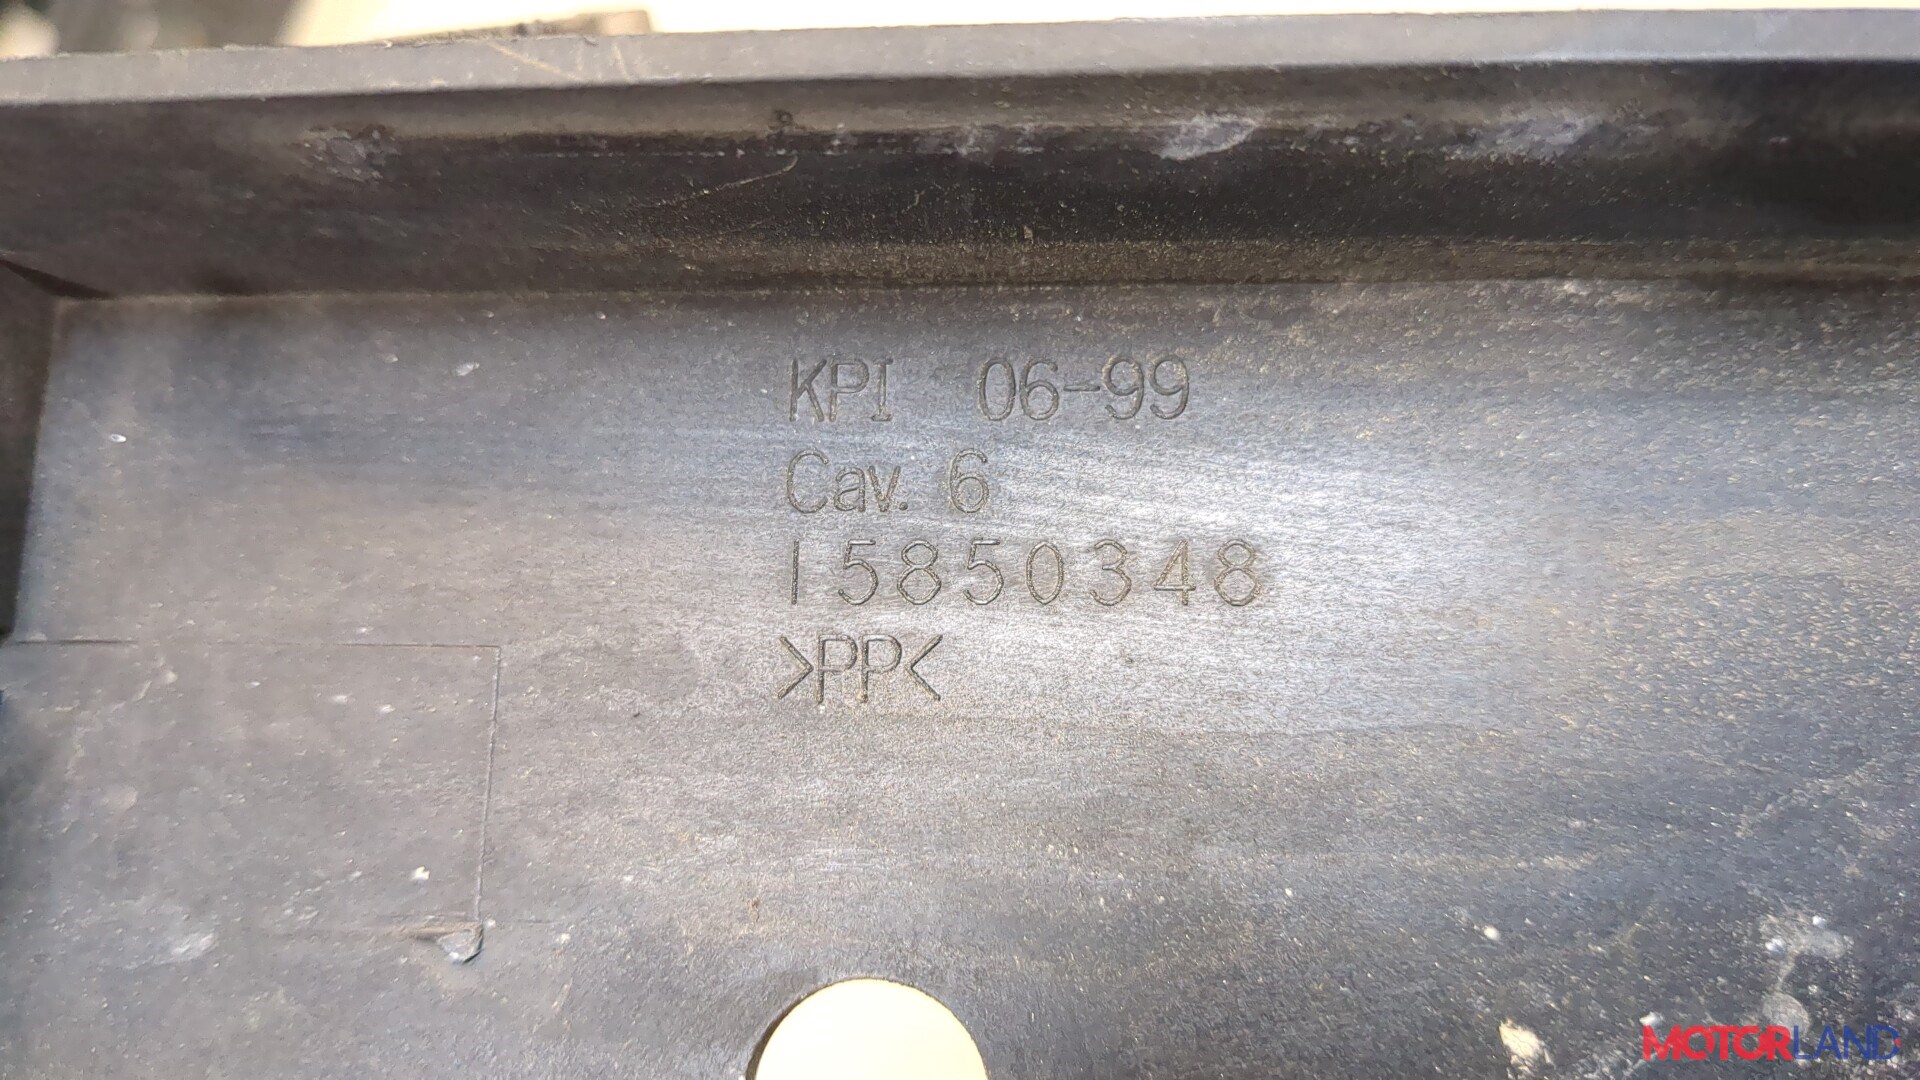 KPI 06-99
Cav. 6
15850348
>PP<
MOTORLAND